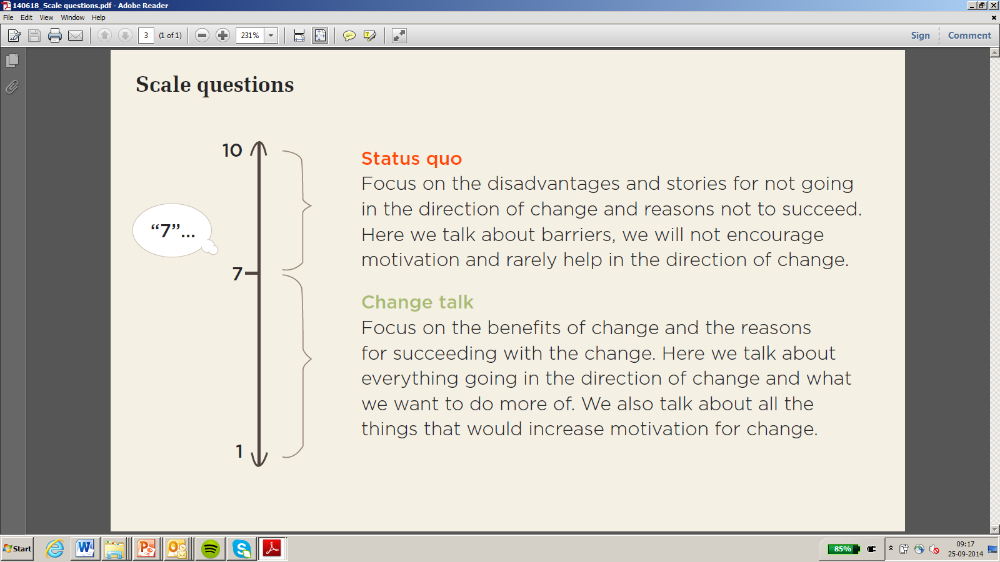 140618_Scale questions.pdf - Adobe Reader
File Edit View Window Help
3 (1 of 1) 231% Sign Comment
Scale questions
10
“7”...
7
1
Status quo
Focus on the disadvantages and stories for not going
in the direction of change and reasons not to succeed.
Here we talk about barriers, we will not encourage
motivation and rarely help in the direction of change.
Change talk
Focus on the benefits of change and the reasons
for succeeding with the change. Here we talk about
everything going in the direction of change and what
we want to do more of. We also talk about all the
things that would increase motivation for change.
Start
85%
09:17
25-09-2014